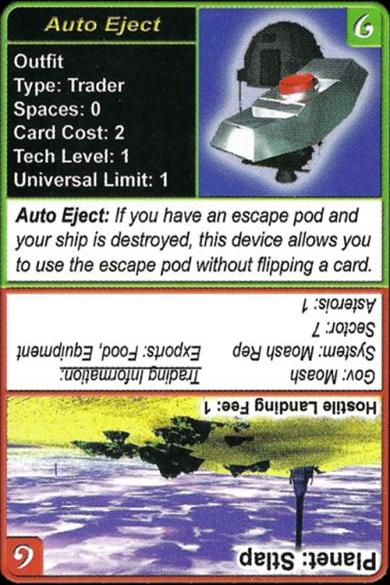 Auto Eject
6
Outfit
Type: Trader
Spaces: 0
Card Cost: 2
Tech Level: 1
Universal Limit: 1
Auto Eject: If you have an escape pod and
your ship is destroyed, this device allows you
to use the escape pod without flipping a card.
Planet: Stlap
6
Hostile Landing Fee: 1
Gov: Moash
System: Moash Rep
Sector: 7
Asterois: 1
Trading Information:
Exports: Food, Equipment